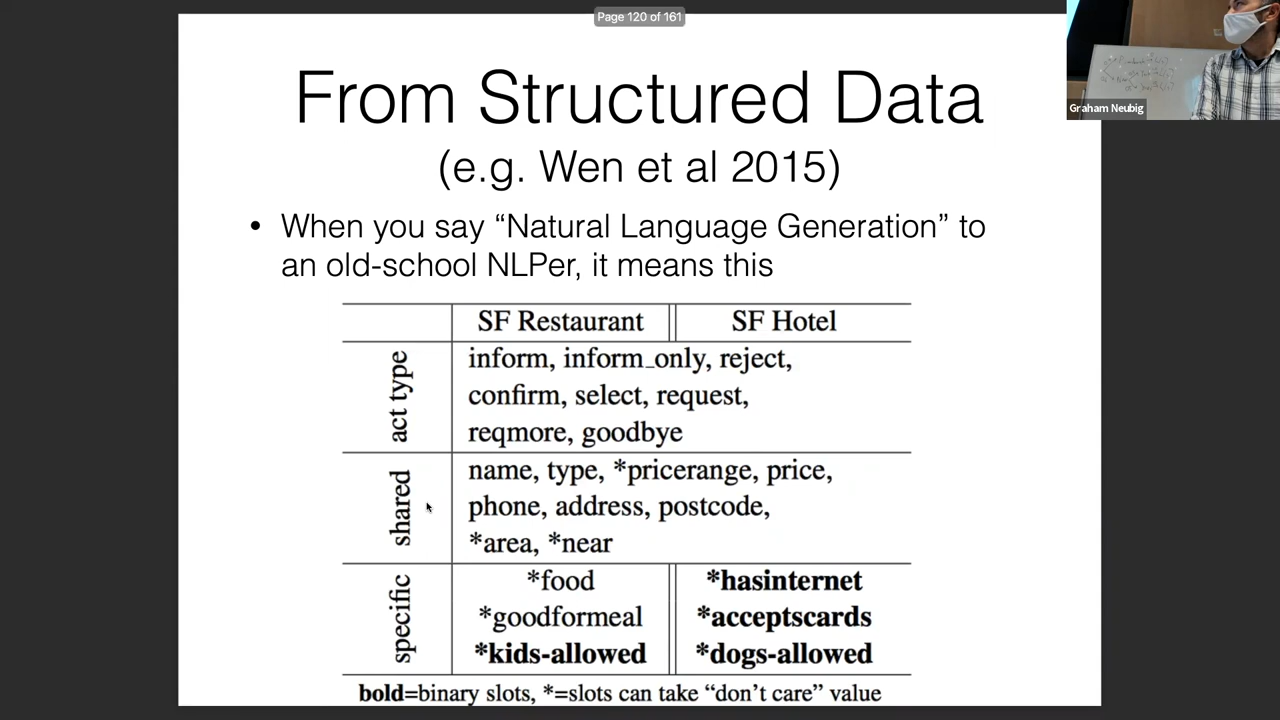 Page 120 of 161
Graham Neubig
From Structured Data
(e.g. Wen et al 2015)
• When you say “Natural Language Generation” to
an old-school NLPer, it means this
SF Restaurant SF Hotel
act type
inform, inform_only, reject,
confirm, select, request,
reqmore, goodbye
shared
name, type, *pricerange, price,
phone, address, postcode,
*area, *near
specific
*food *hasinternet
*goodformeal *acceptscards
*kids-allowed *dogs-allowed
bold=binary slots, *=slots can take “don’t care” value